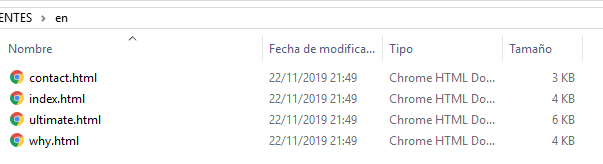 ENTES > en
Nombre Fecha de modifica... Tipo Tamaño
contact.html 22/11/2019 21:49 Chrome HTML Do... 3 KB
index.html 22/11/2019 21:49 Chrome HTML Do... 4 KB
ultimate.html 22/11/2019 21:49 Chrome HTML Do... 6 KB
why.html 22/11/2019 21:49 Chrome HTML Do... 4 KB